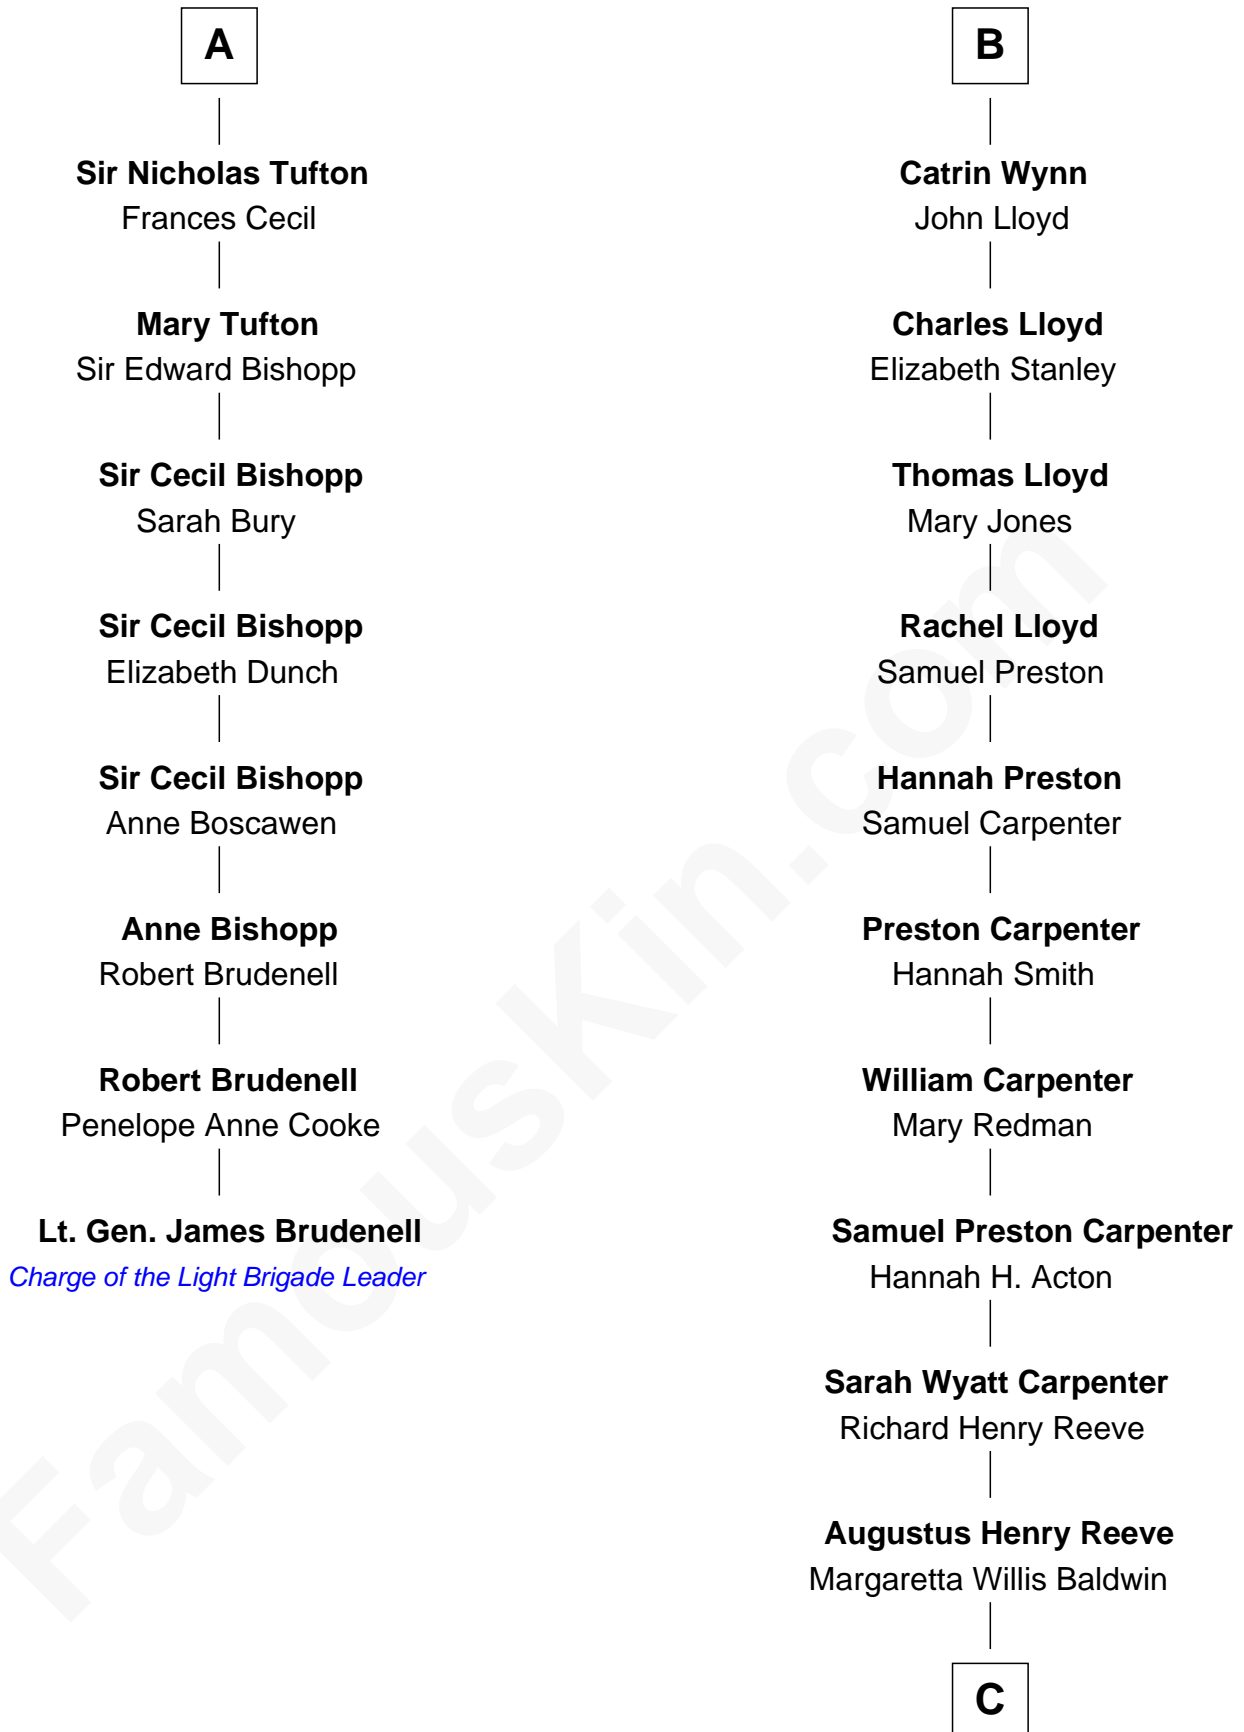 A
Sir Nicholas Tufton
Frances Cecil
Mary Tufton
Sir Edward Bishopp
Sir Cecil Bishopp
Sarah Bury
Sir Cecil Bishopp
Elizabeth Dunch
Sir Cecil Bishopp
Anne Boscawen
Anne Bishopp
Robert Brudenell
Robert Brudenell
Penelope Anne Cooke
Lt. Gen. James Brudenell
Charge of the Light Brigade Leader
B
Catrin Wynn
John Lloyd
Charles Lloyd
Elizabeth Stanley
Thomas Lloyd
Mary Jones
Rachel Lloyd
Samuel Preston
Hannah Preston
Samuel Carpenter
Preston Carpenter
Hannah Smith
William Carpenter
Mary Redman
Samuel Preston Carpenter
Hannah H. Acton
Sarah Wyatt Carpenter
Richard Henry Reeve
Augustus Henry Reeve
Margaretta Willis Baldwin
C
FamousKin.com